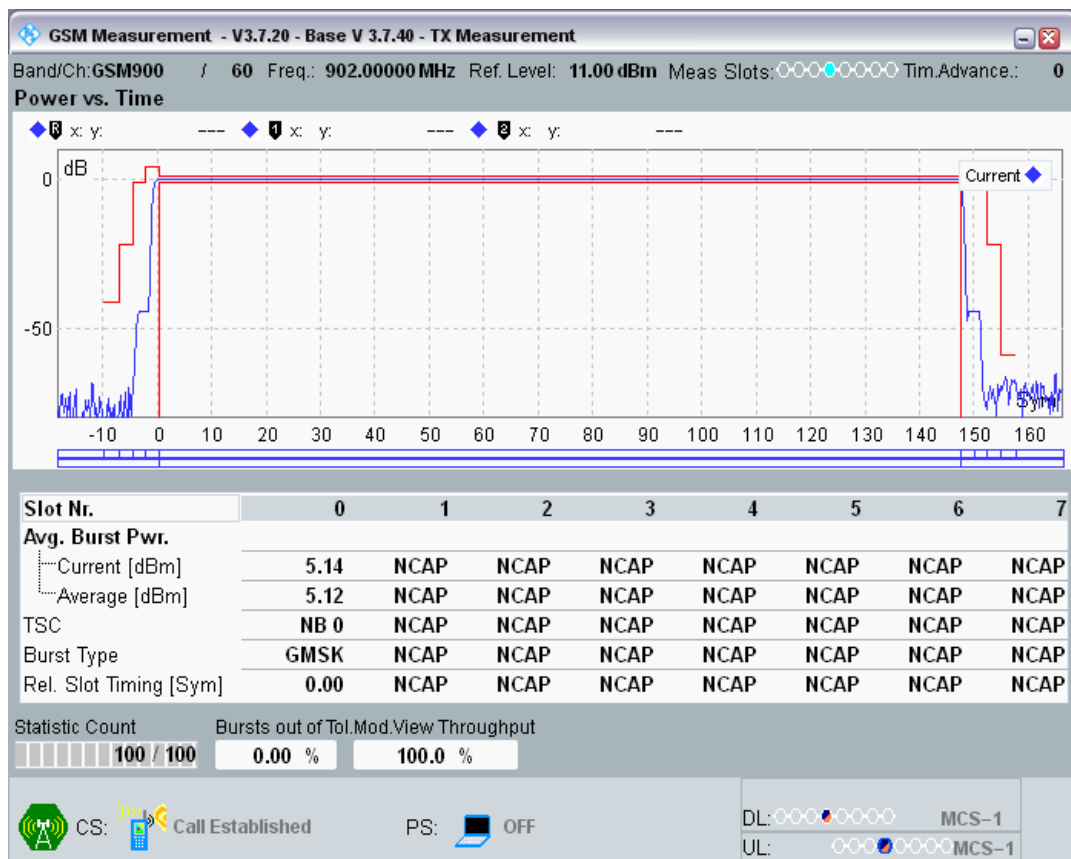 GSM Measurement - V3.7.20 - Base V 3.7.40 - TX Measurement
Band/Ch:GSM900 / 60 Freq.: 902.00000 MHz Ref. Level: 11.00 dBm Meas Slots: Tim.Advance.: 0
Power vs. Time
R x: y: --- 1 x: y: --- 2 x: y: ---
dB
Current
0
-50
Sym
-10 0 10 20 30 40 50 60 70 80 90 100 110 120 130 140 150 160
Slot Nr. 0 1 2 3 4 5 6 7
Avg. Burst Pwr.
Current [dBm] 5.14 NCAP NCAP NCAP NCAP NCAP NCAP NCAP
Average [dBm] 5.12 NCAP NCAP NCAP NCAP NCAP NCAP NCAP
TSC NB 0 NCAP NCAP NCAP NCAP NCAP NCAP NCAP
Burst Type GMSK NCAP NCAP NCAP NCAP NCAP NCAP NCAP
Rel. Slot Timing [Sym] 0.00 NCAP NCAP NCAP NCAP NCAP NCAP NCAP
Statistic Count Bursts out of Tol. Mod.View Throughput
100 / 100 0.00 % 100.0 %
CS: Call Established PS: OFF DL: MCS-1
UL: MCS-1